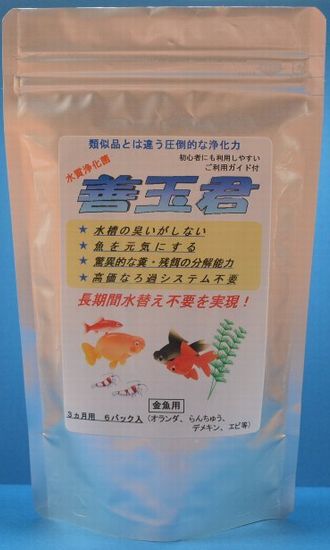 類似品とは違う圧倒的な浄化力
水質浄化菌
初心者にも利用しやすい
ご利用ガイド付
善玉君
★ 水槽の臭いがしない
★ 魚を元気にする
★ 驚異的な糞・残餌の分解能力
★ 高価なろ過システム不要
長期間水替え不要を実現！
金魚用
3ヵ月用 6パック入
(オランダ、らんちゅう、
デメキン、エビ等)